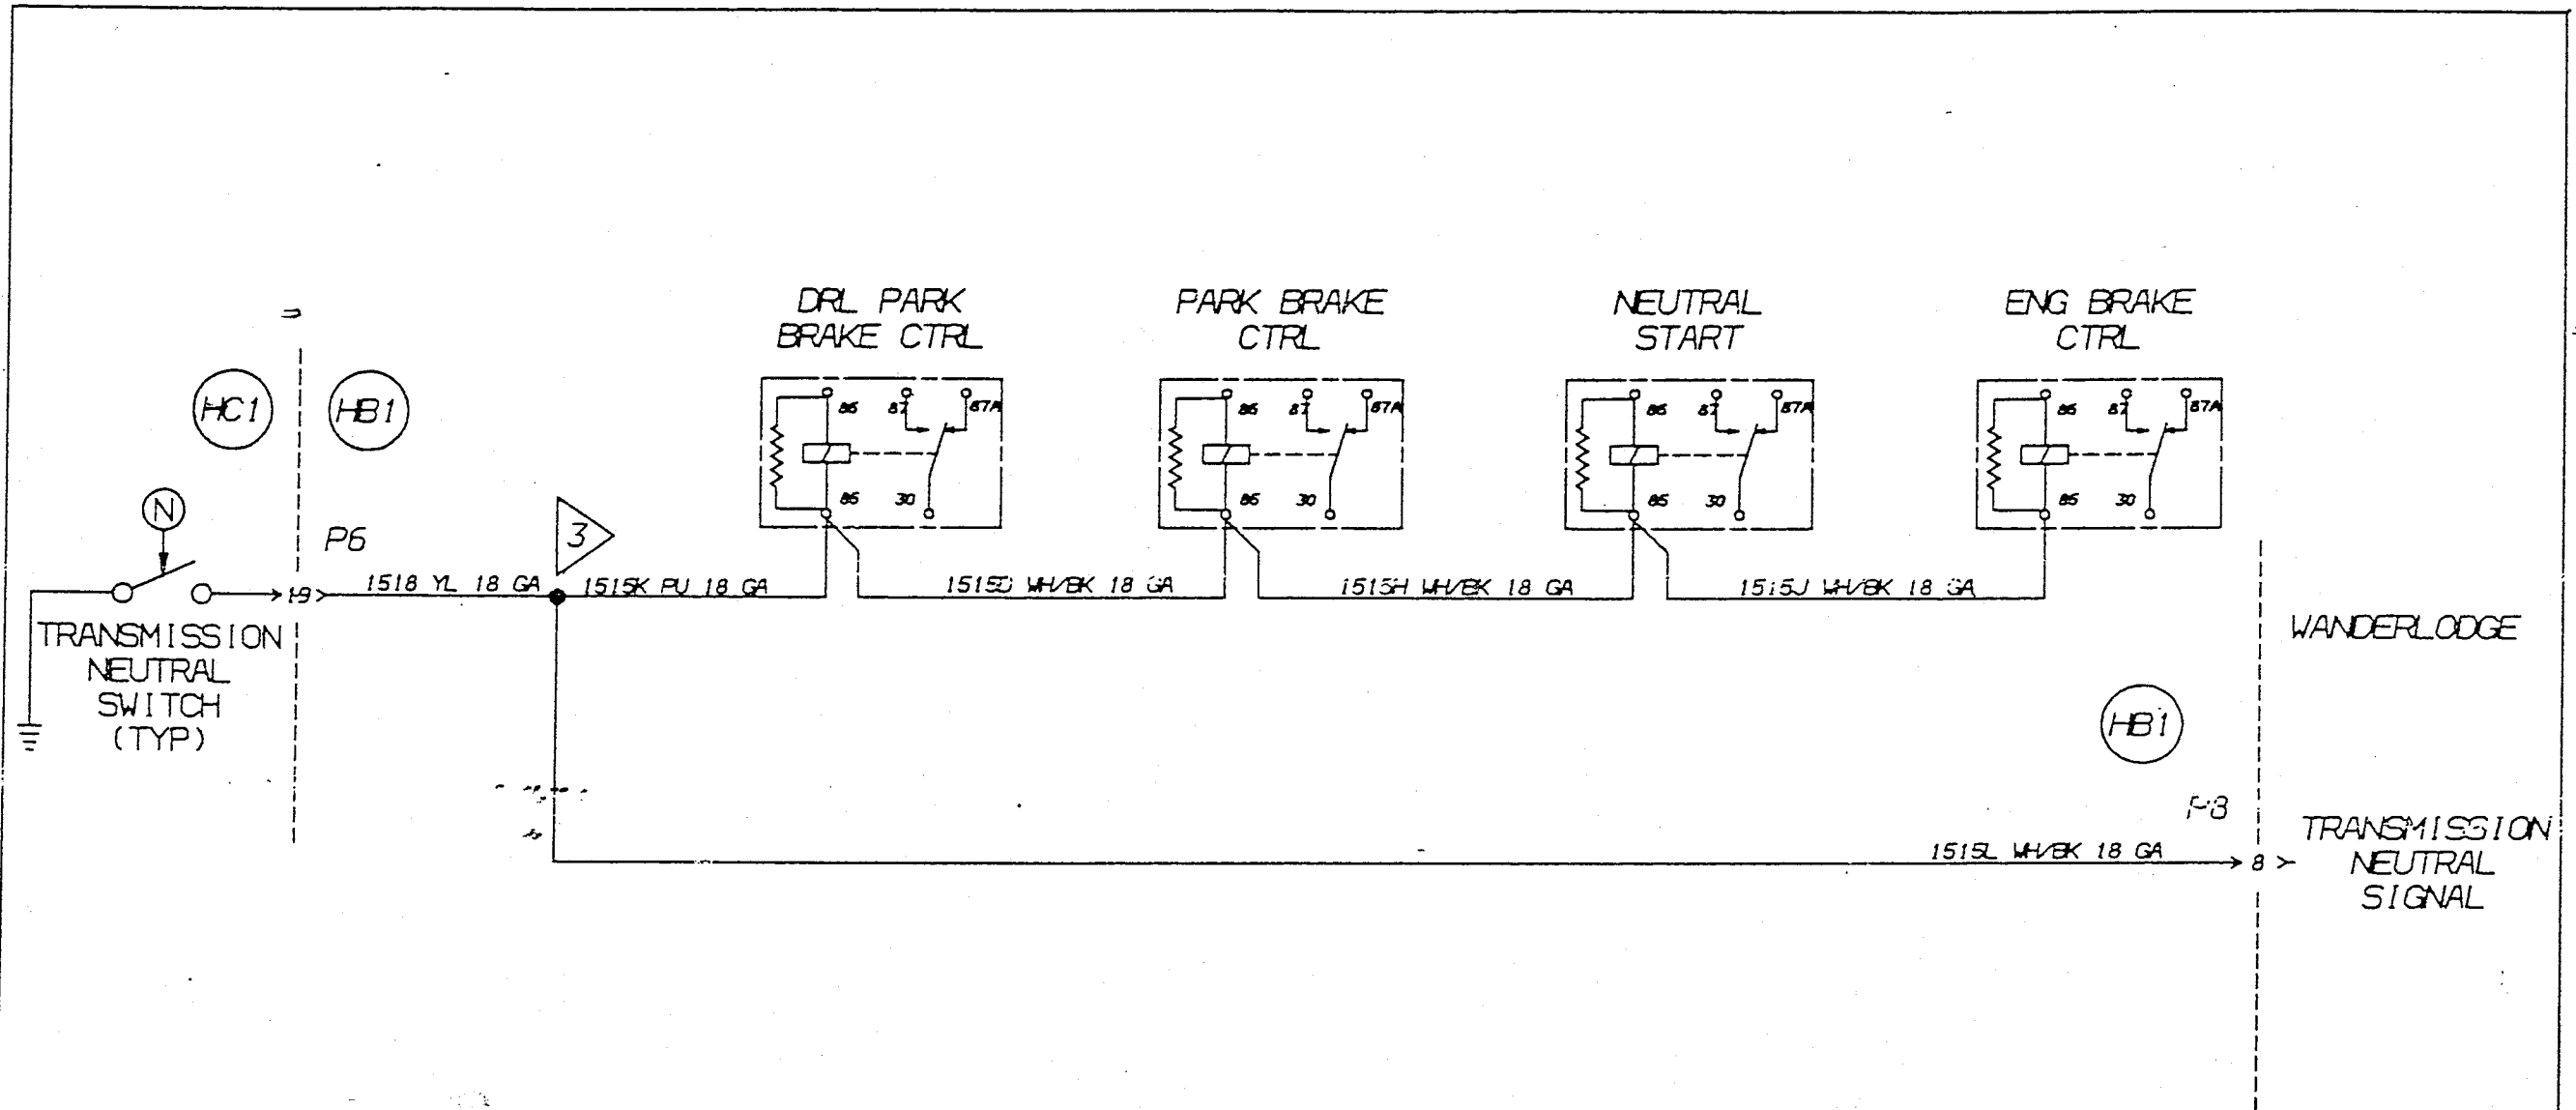 DRL PARK
BRAKE CTRL
PARK BRAKE
CTRL
NEUTRAL
START
ENG BRAKE
CTRL
HC1
HB1
86 87 87A
86 87 87A
86 87 87A
86 87 87A
85 30
85 30
85 30
85 30
N
P6
3
19
1518 YL 18 GA
1515K PU 18 GA
WH/BK 18 GA
1515H WH/BK 18 GA
1515J WH/BK 18 GA
TRANSMISSION
NEUTRAL
SWITCH
(TYP)
WANDERLODGE
HB1
1515L WH/BK 18 GA
8
TRANSMISSION
NEUTRAL
SIGNAL